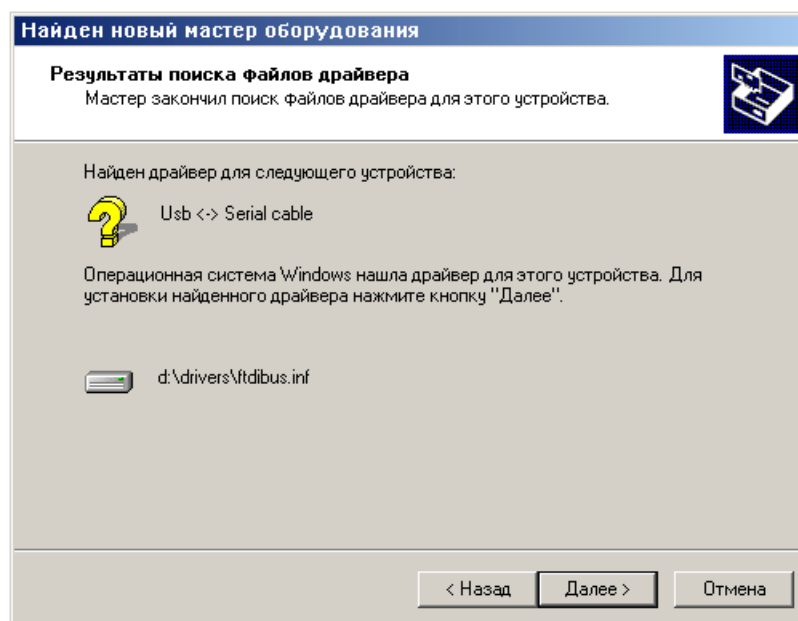 Найден новый мастер оборудования
Результаты поиска файлов драйвера
Мастер закончил поиск файлов драйвера для этого устройства.
Найден драйвер для следующего устройства:
Usb <-> Serial cable
Операционная система Windows нашла драйвер для этого устройства. Для
установки найденного драйвера нажмите кнопку "Далее".
d:\drivers\ftdibus.inf
< Назад
Далее >
Отмена